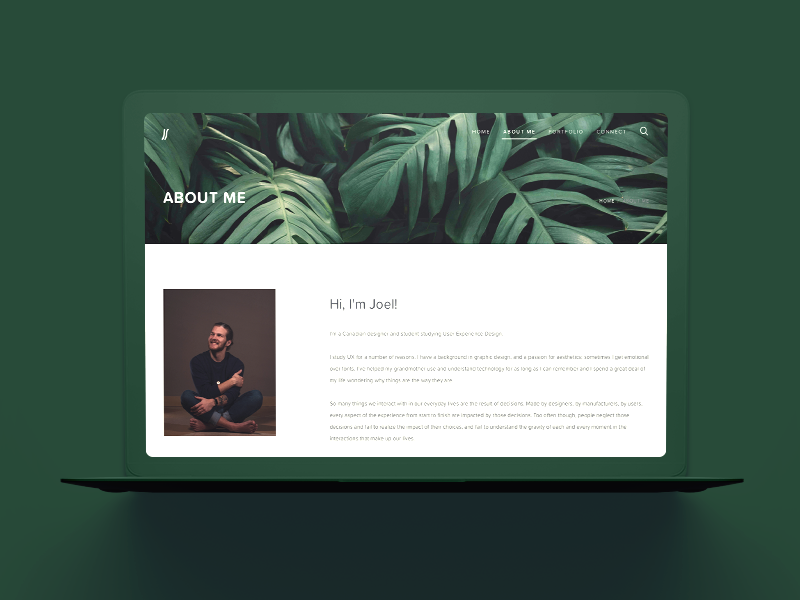 HOME ABOUT ME PORTFOLIO CONNECT
ABOUT ME
HOME / ABOUT ME
Hi, I'm Joel!
I'm a Canadian designer and student studying User Experience Design.
I study UX for a number of reasons. I have a background in graphic design, and a passion for aesthetics; sometimes I get emotional
over fonts. I've helped my grandmother use and understand technology for as long as I can remember and I spend a great deal of
my life wondering why things are the way they are.
So many things we interact with in our everyday lives are the result of decisions. Made by designers, by manufacturers, by users,
every aspect of the experience from start to finish are impacted by those decisions. Too often though, people neglect those
decisions and fail to realize the impact of their choices, and fail to understand the gravity of each and every moment in the
interactions that make up our lives.